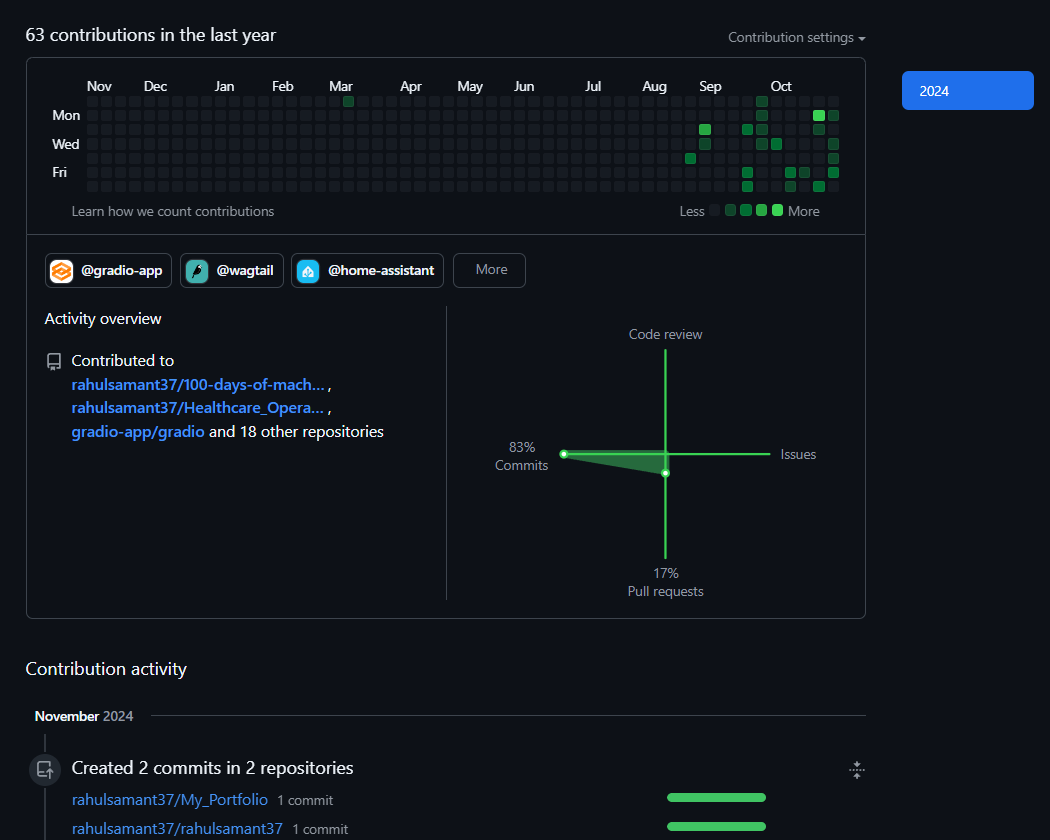 63 contributions in the last year
Contribution settings
2024
Nov Dec Jan Feb Mar Apr May Jun Jul Aug Sep Oct
Mon
Wed
Fri
Learn how we count contributions
Less More
@gradio-app @wagtail @home-assistant More
Activity overview
Contributed to
rahulsamant37/100-days-of-mach... ,
rahulsamant37/Healthcare_Opera... ,
gradio-app/gradio and 18 other repositories
Code review
83%
Commits
Issues
17%
Pull requests
Contribution activity
November 2024
Created 2 commits in 2 repositories
rahulsamant37/My_Portfolio 1 commit
rahulsamant37/rahulsamant37 1 commit